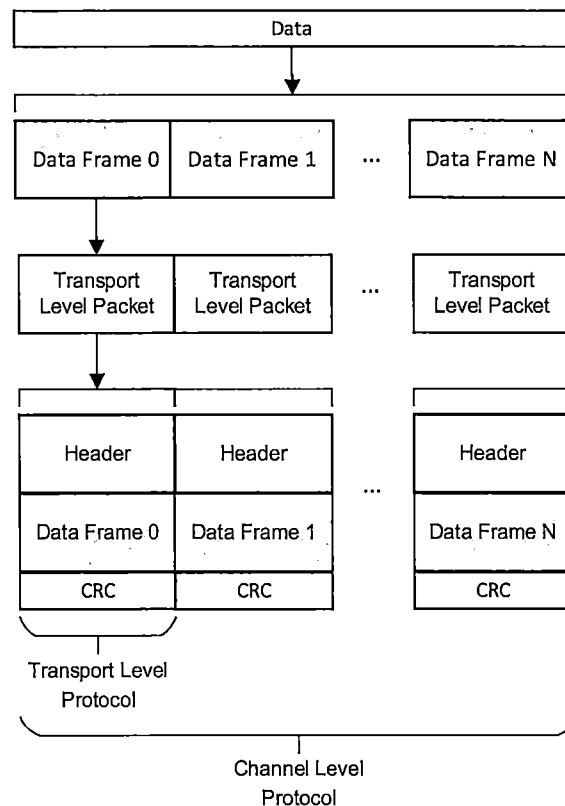 Data
Data Frame 0 Data Frame 1 ... Data Frame N
Transport Level Packet Transport Level Packet ... Transport Level Packet
Header Header Header
...
Data Frame 0 Data Frame 1 Data Frame N
CRC CRC CRC
Transport Level
Protocol
Channel Level
Protocol